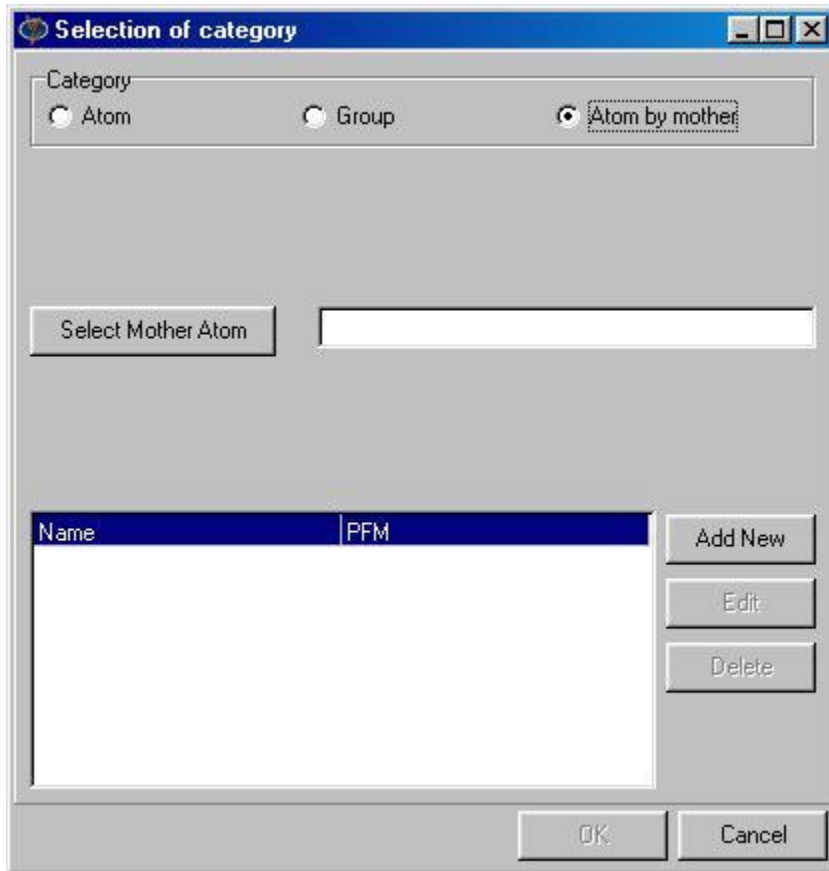 Selection of category
Category
Atom Group Atom by mother
Select Mother Atom
Name PFM
Add New
Edit
Delete
OK Cancel